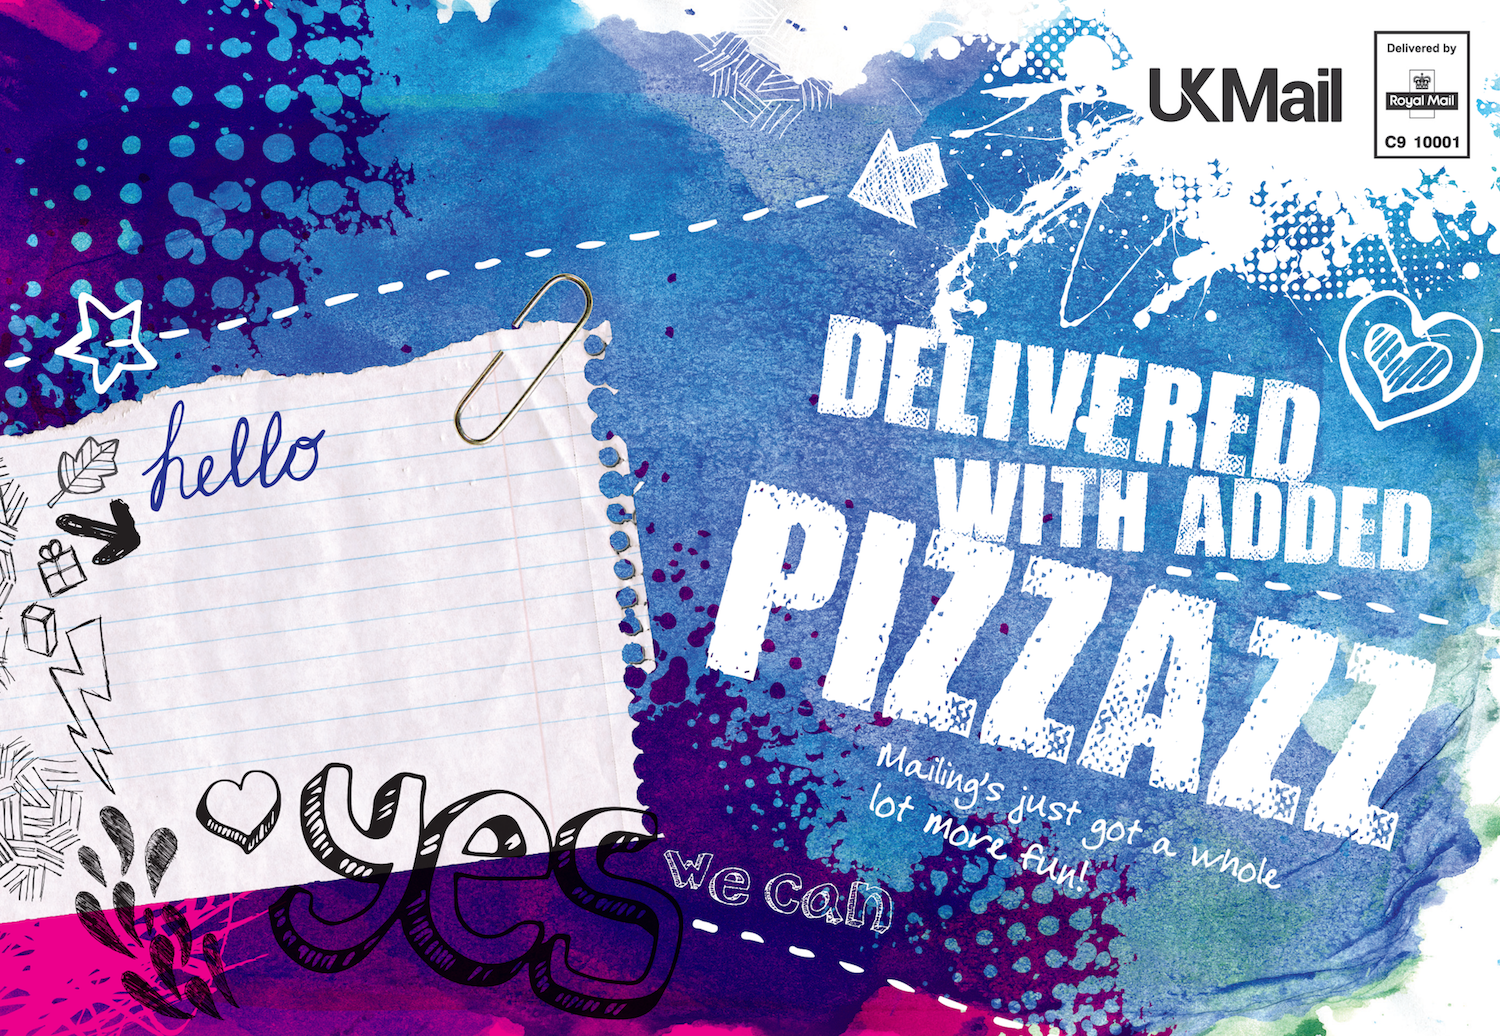 UKMail
Delivered by
Royal Mail
C9 10001
hello
DELIVERED
WITH ADDED
PIZZAZZ
Mailing's just got a whole
lot more fun!
yes
we can